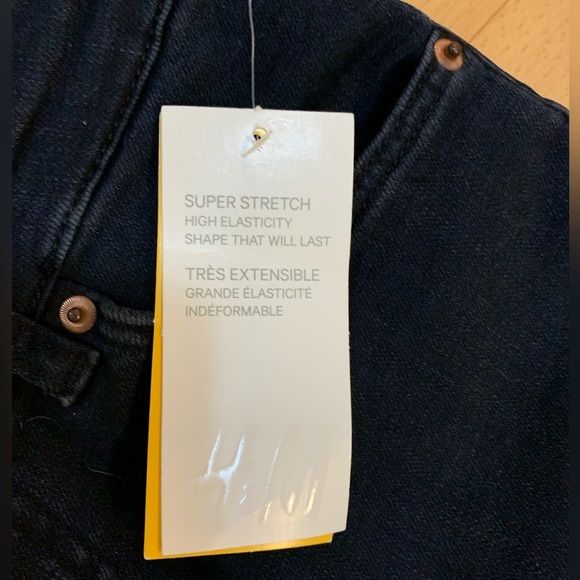 SUPER STRETCH
HIGH ELASTICITY
SHAPE THAT WILL LAST
TRÈS EXTENSIBLE
GRANDE ÉLASTICITÉ
INDÉFORMABLE
H&M